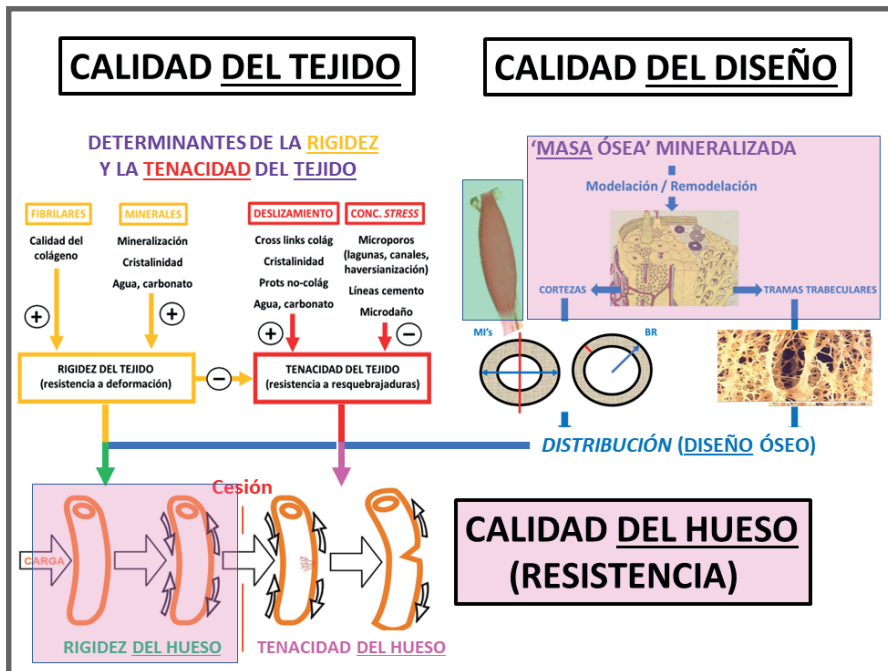 CALIDAD DEL TEJIDO
DETERMINANTES DE LA RIGIDEZ
Y LA TENACIDAD DEL TEJIDO
FIBRILARES
Calidad del
colágeno
MINERALES
Mineralización
Cristalinidad
Agua, carbonato
DESLIZAMIENTO
Cross links colág
Cristalinidad
Prots no-colág
Agua, carbonato
CONC. STRESS
Microporos
(lagunas, canales,
haversianización)
Líneas cemento
Microdaño
+
+
+
−
RIGIDEZ DEL TEJIDO
(resistencia a deformación)
−
TENACIDAD DEL TEJIDO
(resistencia a resquebrajaduras)
CALIDAD DEL DISEÑO
‘MASA ÓSEA’ MINERALIZADA
Modelación / Remodelación
CORTEZAS
TRAMAS TRABECULARES
MI's
BR
DISTRIBUCIÓN (DISEÑO ÓSEO)
Cesión
CARGA
RIGIDEZ DEL HUESO
TENACIDAD DEL HUESO
CALIDAD DEL HUESO
(RESISTENCIA)